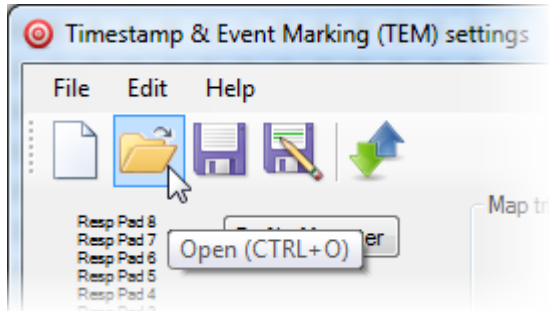 Timestamp & Event Marking (TEM) settings
File Edit Help
Map
Resp Pad 8
Resp Pad 7
Resp Pad 6
Resp Pad 5
Resp Pad 4
Open (CTRL+O)